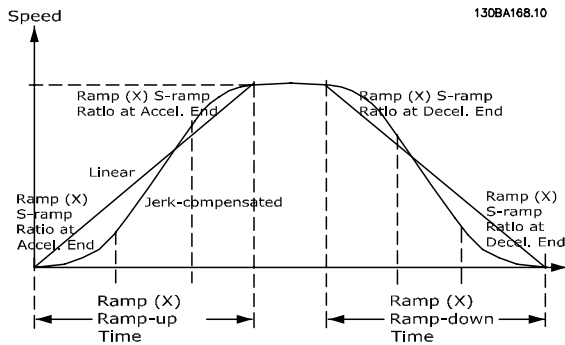 130BA168.10
Speed
Ramp (X) S-ramp
Ratio at Accel. End
Ramp (X) S-ramp
Ratio at Decel. End
Linear
Ramp (X)
S-ramp
Ratio at
Accel. End
Jerk-compensated
Ramp (X)
S-ramp
Ratio at
Decel. End
Ramp (X)
Ramp-up
Time
Ramp (X)
Ramp-down
Time